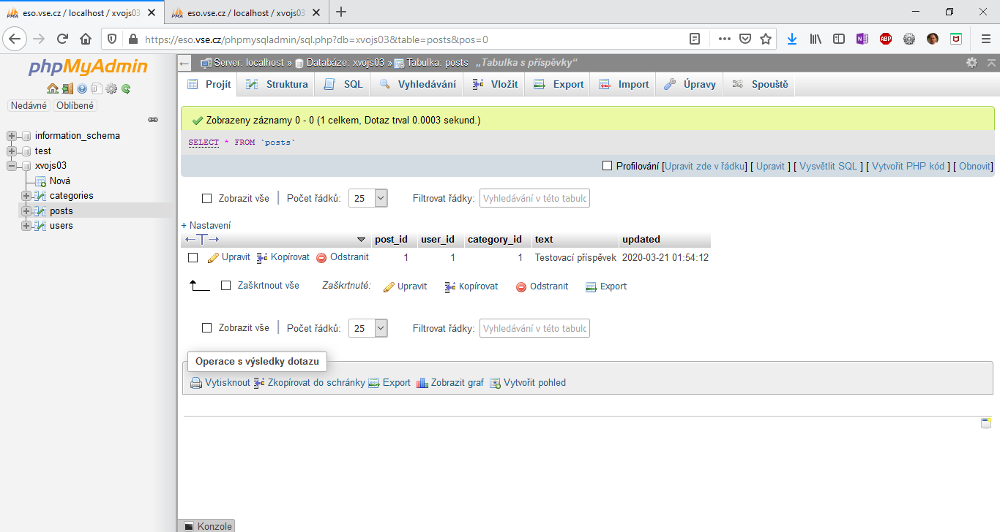 eso.vse.cz / localhost / xvojs03 eso.vse.cz / localhost / xvojs03
https://eso.vse.cz/phpmysqladmin/sql.php?db=xvojs03&table=posts&pos=0
phpMyAdmin
Nedávné Oblíbené
information_schema
test
xvojs03
Nová
categories
posts
users
Server: localhost » Databáze: xvojs03 » Tabulka: posts „Tabulka s příspěvky“
Projít Struktura SQL Vyhledávání Vložit Export Import Úpravy Spouště
Zobrazeny záznamy 0 - 0 (1 celkem, Dotaz trval 0.0003 sekund.)
SELECT * FROM `posts`
Profilování [Upravit zde v řádku] [ Upravit ] [ Vysvětlit SQL ] [ Vytvořit PHP kód ] [ Obnovit]
Zobrazit vše Počet řádků: 25 Filtrovat řádky: Vyhledávání v této tabulc
+ Nastavení
post_id user_id category_id text updated
Upravit Kopírovat Odstranit 1 1 1 Testovací příspěvek 2020-03-21 01:54:12
Zaškrtnout vše Zaškrtnuté: Upravit Kopírovat Odstranit Export
Zobrazit vše Počet řádků: 25 Filtrovat řádky: Vyhledávání v této tabulc
Operace s výsledky dotazu
Vytisknout Zkopírovat do schránky Export Zobrazit graf Vytvořit pohled
Konzole